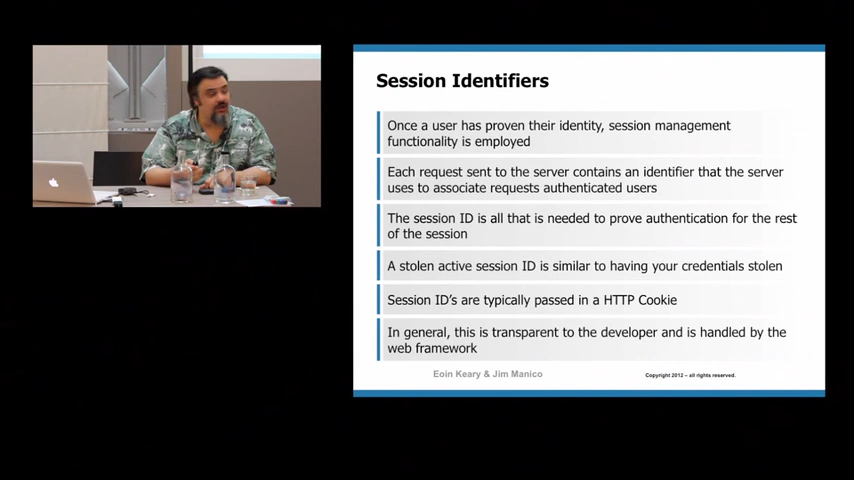 Session Identifiers
Once a user has proven their identity, session management
functionality is employed
Each request sent to the server contains an identifier that the server
uses to associate requests authenticated users
The session ID is all that is needed to prove authentication for the rest
of the session
A stolen active session ID is similar to having your credentials stolen
Session ID's are typically passed in a HTTP Cookie
In general, this is transparent to the developer and is handled by the
web framework
Eoin Keary & Jim Manico
Copyright 2012 – all rights reserved.